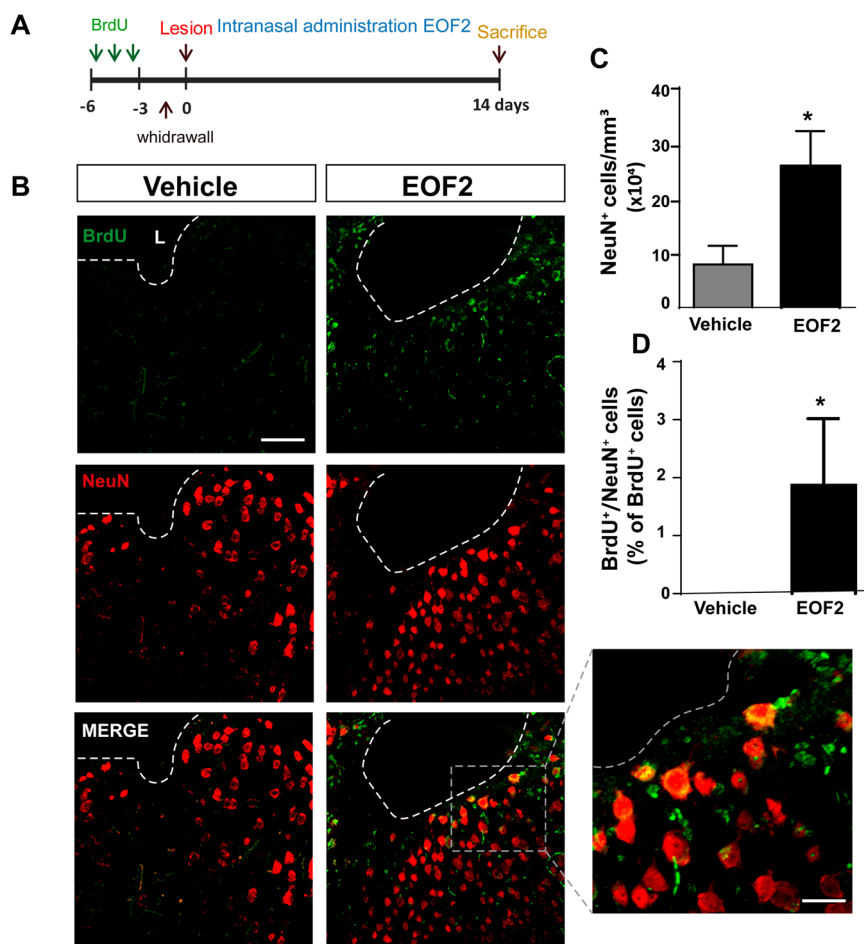 A
BrdU
Lesion
Intranasal administration EOF2
Sacrifice
-6
-3
0
14 days
whidrawall
B
Vehicle
EOF2
BrdU
L
NeuN
MERGE
C
NeuN⁺ cells/mm³
(x10⁴)
40
30
20
10
0
*
Vehicle
EOF2
D
BrdU⁺/NeuN⁺ cells
(% of BrdU⁺ cells)
4
3
2
1
0
*
Vehicle
EOF2